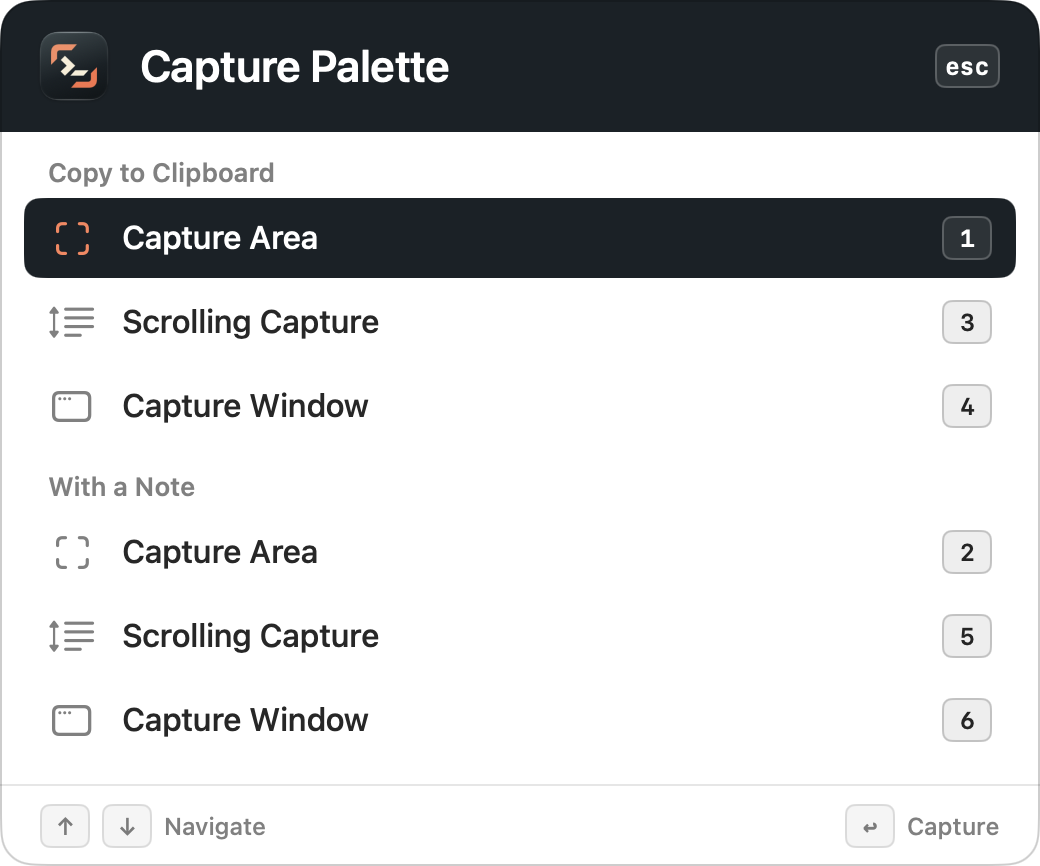 Capture Palette esc
Copy to Clipboard
Capture Area 1
Scrolling Capture 3
Capture Window 4
With a Note
Capture Area 2
Scrolling Capture 5
Capture Window 6
↑ ↓ Navigate ↩ Capture